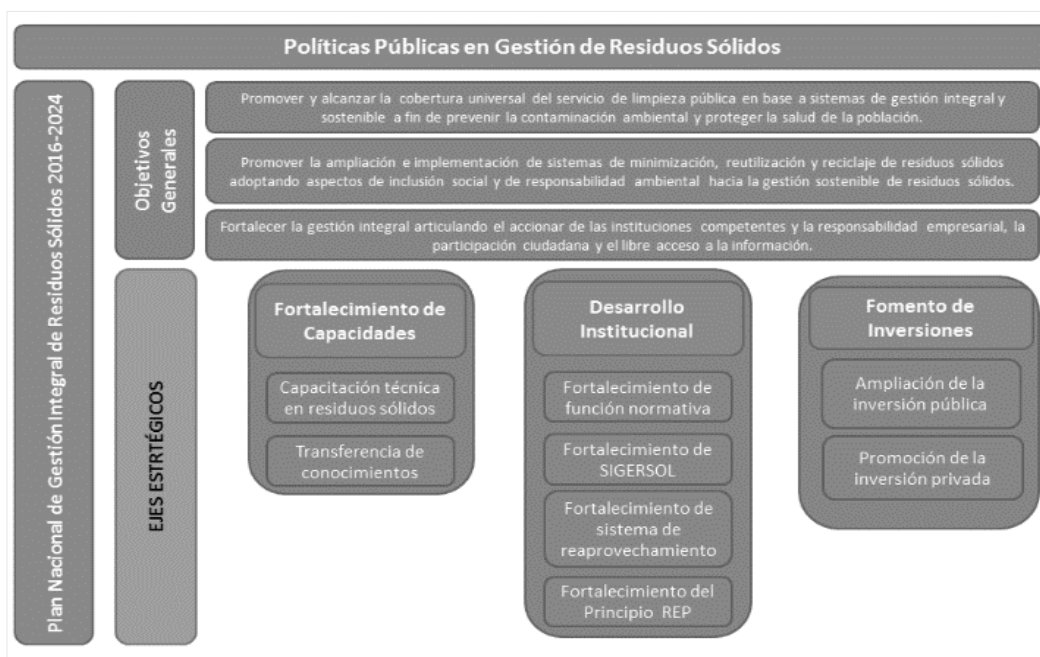 Políticas Públicas en Gestión de Residuos Sólidos
Plan Nacional de Gestión Integral de Residuos Sólidos 2016-2024
Objetivos
Generales
Promover y alcanzar la cobertura universal del servicio de limpieza pública en base a sistemas de gestión integral y
sostenible a fin de prevenir la contaminación ambiental y proteger la salud de la población.
Promover la ampliación e implementación de sistemas de minimización, reutilización y reciclaje de residuos sólidos
adoptando aspectos de inclusión social y de responsabilidad ambiental hacia la gestión sostenible de residuos sólidos.
Fortalecer la gestión integral articulando el accionar de las instituciones competentes y la responsabilidad empresarial, la
participación ciudadana y el libre acceso a la información.
EJES ESTRTÉGICOS
Fortalecimiento de
Capacidades
Capacitación técnica
en residuos sólidos
Transferencia de
conocimientos
Desarrollo
Institucional
Fortalecimiento de
función normativa
Fortalecimiento de
SIGERSOL
Fortalecimiento de
sistema de
reaprovechamiento
Fortalecimiento del
Principio REP
Fomento de
Inversiones
Ampliación de la
inversión pública
Promoción de la
inversión privada